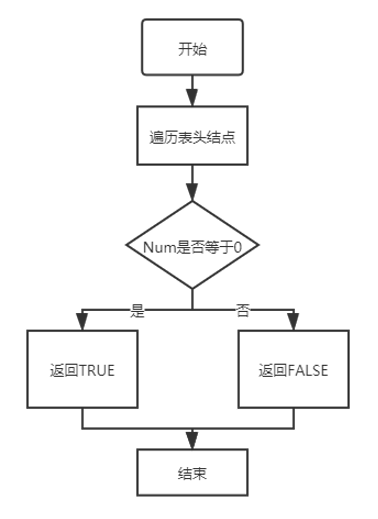 开始
遍历表头结点
Num是否等于0
是
否
返回TRUE
返回FALSE
结束